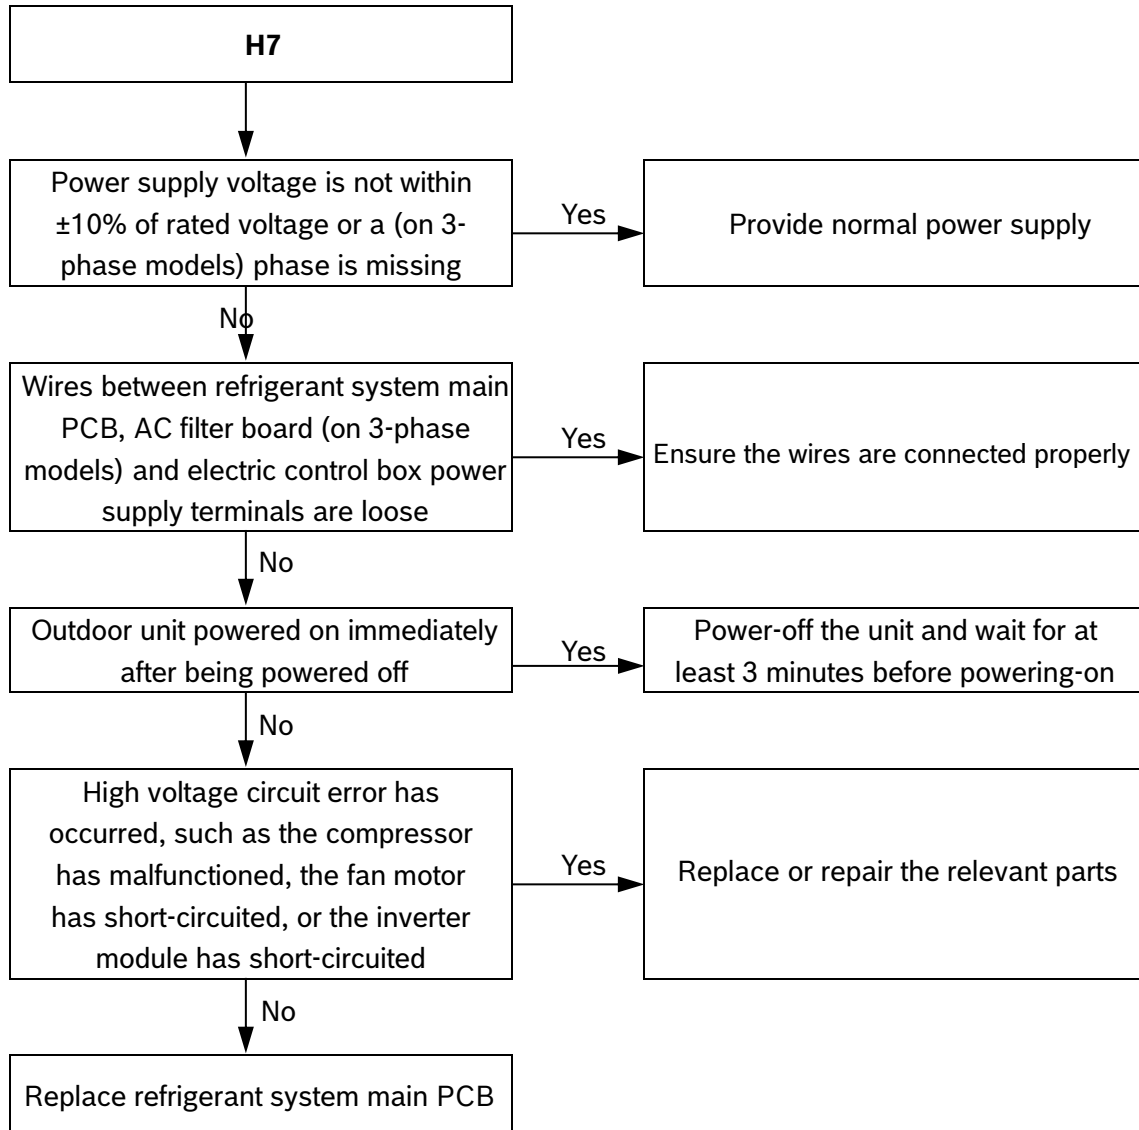 H7
Power supply voltage is not within
±10% of rated voltage or a (on 3-
phase models) phase is missing
Yes
Provide normal power supply
No
Wires between refrigerant system main
PCB, AC filter board (on 3-phase
models) and electric control box power
supply terminals are loose
Yes
Ensure the wires are connected properly
No
Outdoor unit powered on immediately
after being powered off
Yes
Power-off the unit and wait for at
least 3 minutes before powering-on
No
High voltage circuit error has
occurred, such as the compressor
has malfunctioned, the fan motor
has short-circuited, or the inverter
module has short-circuited
Yes
Replace or repair the relevant parts
No
Replace refrigerant system main PCB